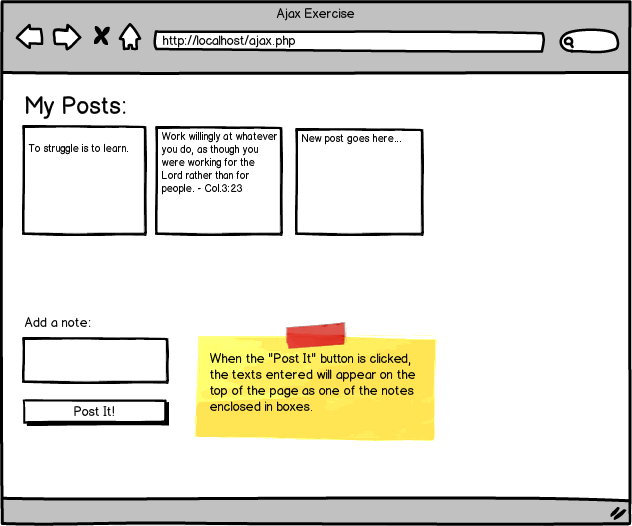 Ajax Exercise
http://localhost/ajax.php
My Posts:
To struggle is to learn.
Work willingly at whatever
you do, as though you
were working for the
Lord rather than for
people. - Col.3:23
New post goes here...
Add a note:
Post It!
When the "Post It" button is clicked,
the texts entered will appear on the
top of the page as one of the notes
enclosed in boxes.